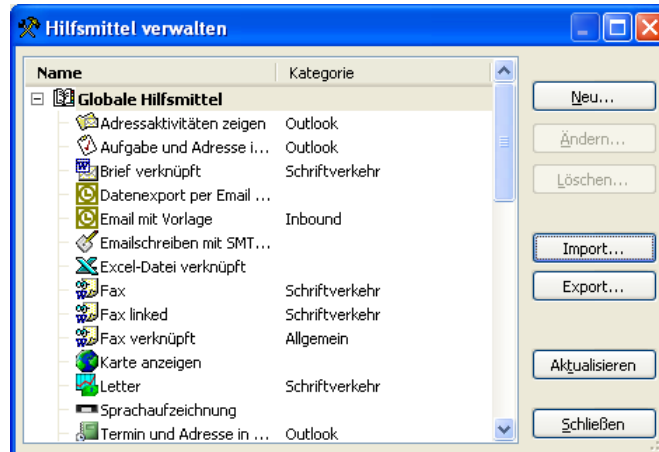 Hilfsmittel verwalten
Name Kategorie
Globale Hilfsmittel
Adressaktivitäten zeigen Outlook
Aufgabe und Adresse i... Outlook
Brief verknüpft Schriftverkehr
Datenexport per Email ...
Email mit Vorlage Inbound
Emailschreiben mit SMT...
Excel-Datei verknüpft
Fax Schriftverkehr
Fax linked Schriftverkehr
Fax verknüpft Allgemein
Karte anzeigen
Letter Schriftverkehr
Sprachaufzeichnung
Termin und Adresse in ... Outlook
Neu...
Ändern...
Löschen...
Import...
Export...
Aktualisieren
Schließen